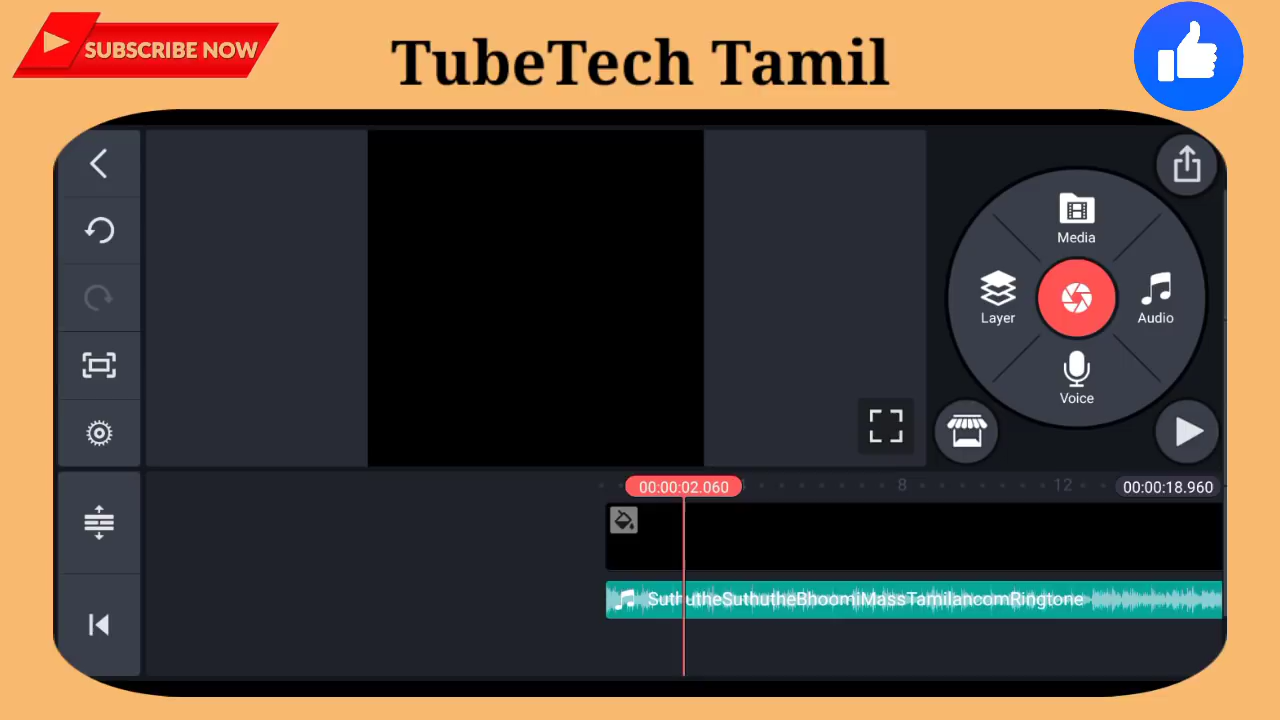 SUBSCRIBE NOW
TubeTech Tamil
Media
Layer
Audio
Voice
00:00:02.060
8
12
00:00:18.960
SuthutheSuthutheBhoomiMassTamilancomRingtone